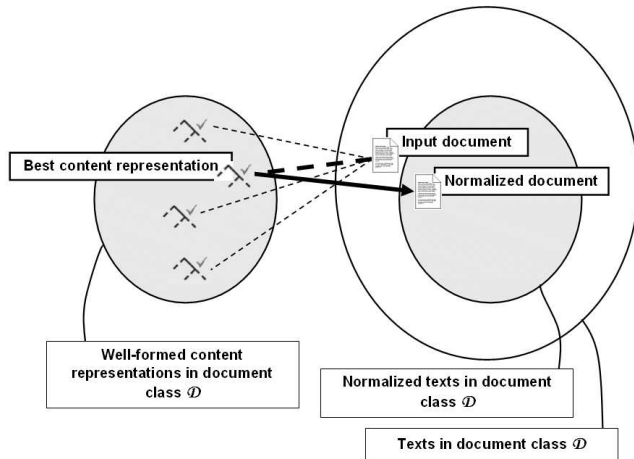 Input document
Best content representation
Normalized document
Well-formed content
representations in document
class 𝒟
Normalized texts in document
class 𝒟
Texts in document class 𝒟